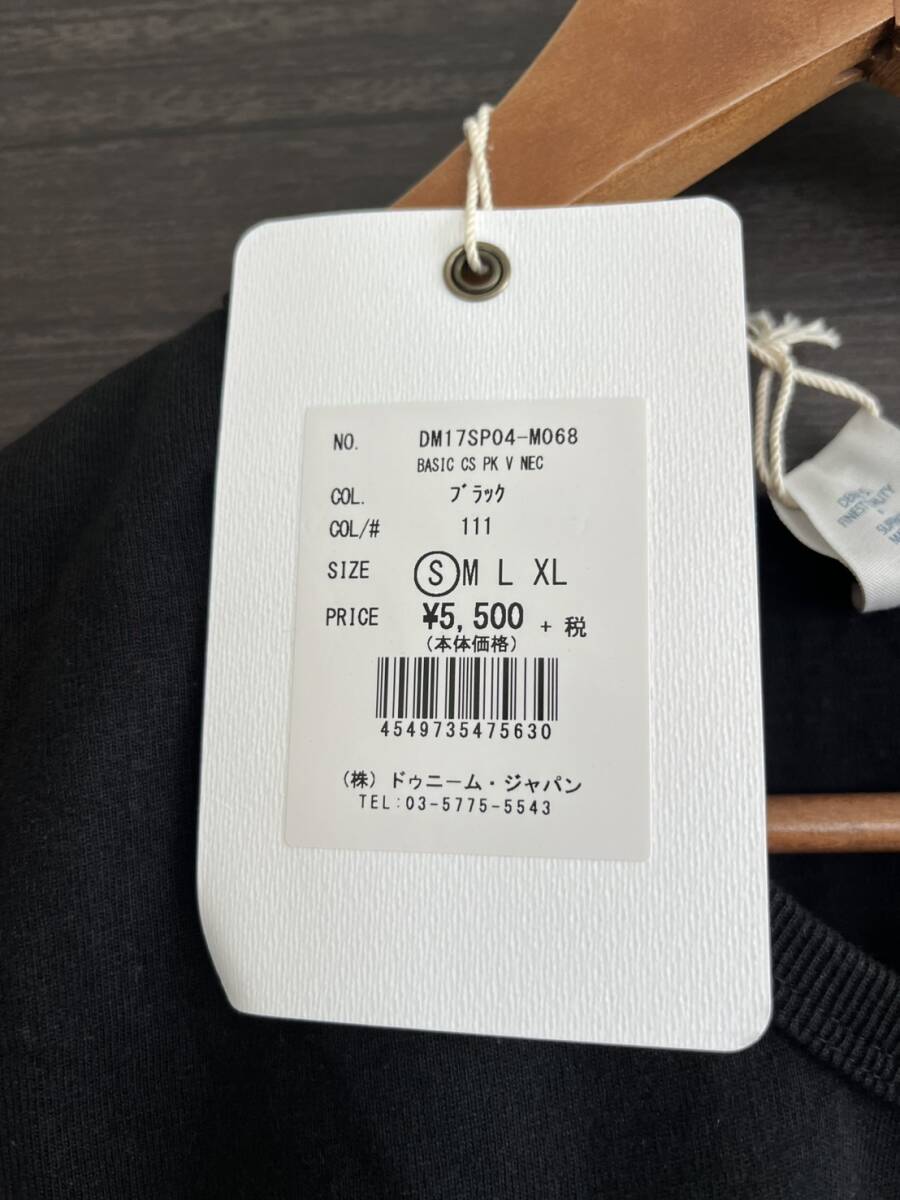 NO. DM17SP04-M068
BASIC CS PK V NEC
COL. ﾌﾞﾗｯｸ
COL/# 111
SIZE S M L XL
PRICE ¥5,500 + 税
(本体価格)
4549735475630
(株) ドゥニーム・ジャパン
TEL:03-5775-5543